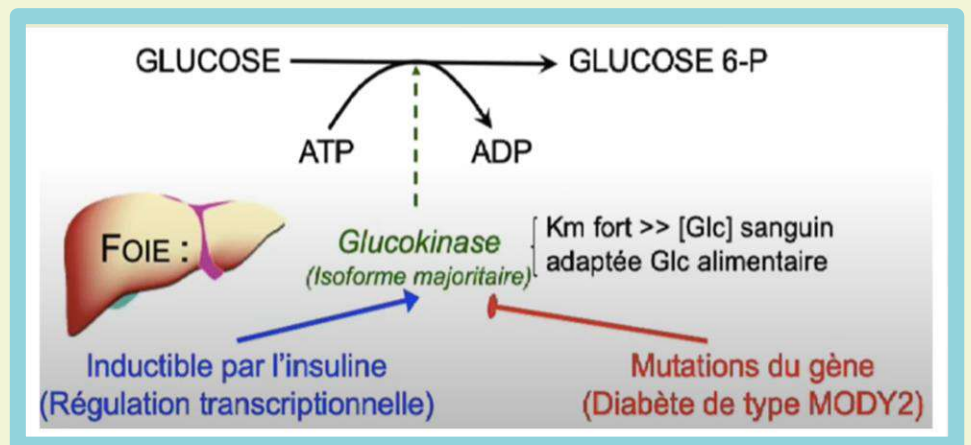 GLUCOSE GLUCOSE 6-P
ATP ADP
FOIE :
Glucokinase
(Isoforme majoritaire)
Km fort >> [Glc] sanguin
adaptée Glc alimentaire
Inductible par l'insuline
(Régulation transcriptionnelle)
Mutations du gène
(Diabète de type MODY2)